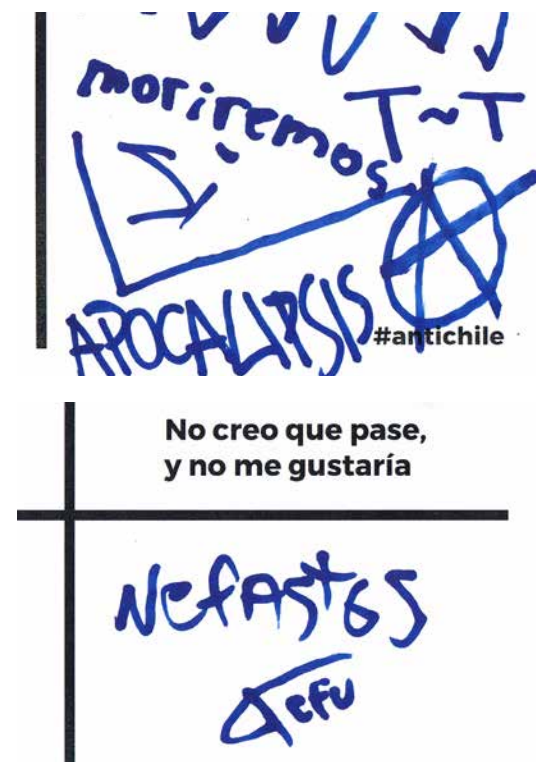 moriremos
T~T
APOCALIPSIS
#antichile
No creo que pase,
y no me gustaría
NefAstos